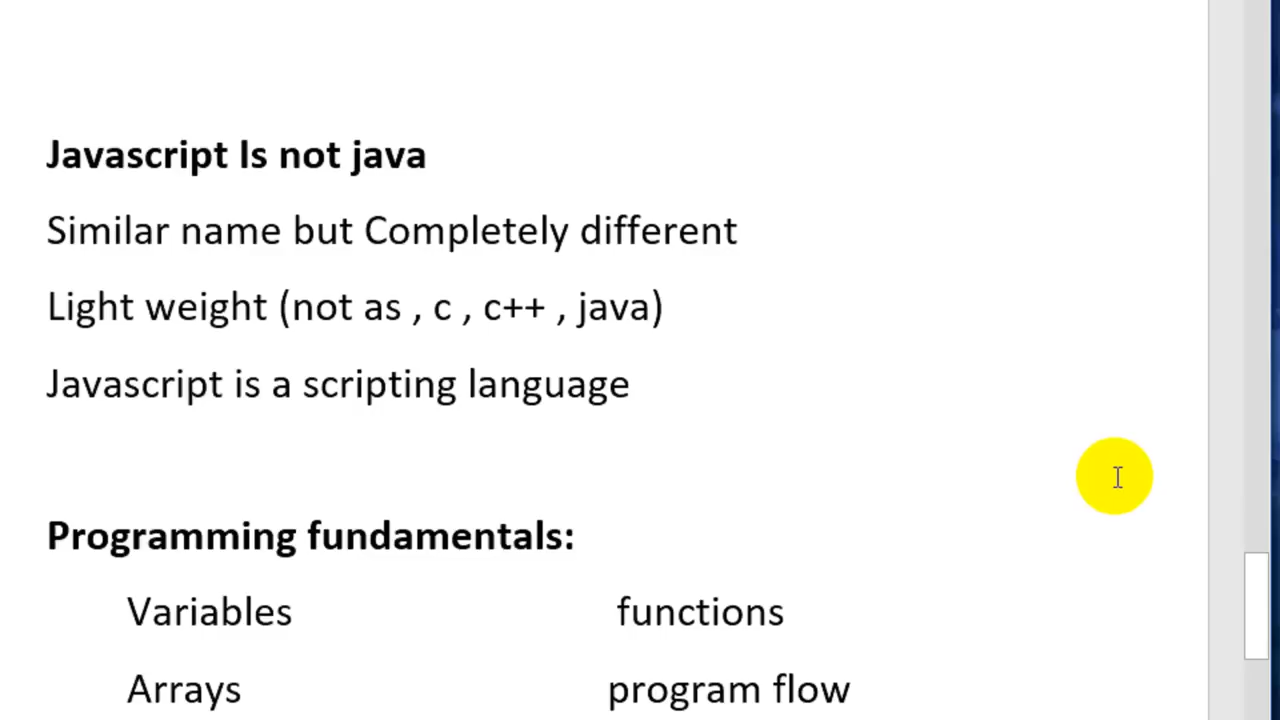 Javascript Is not java
Similar name but Completely different
Light weight (not as , c , c++ , java)
Javascript is a scripting language
Programming fundamentals:
Variables functions
Arrays program flow